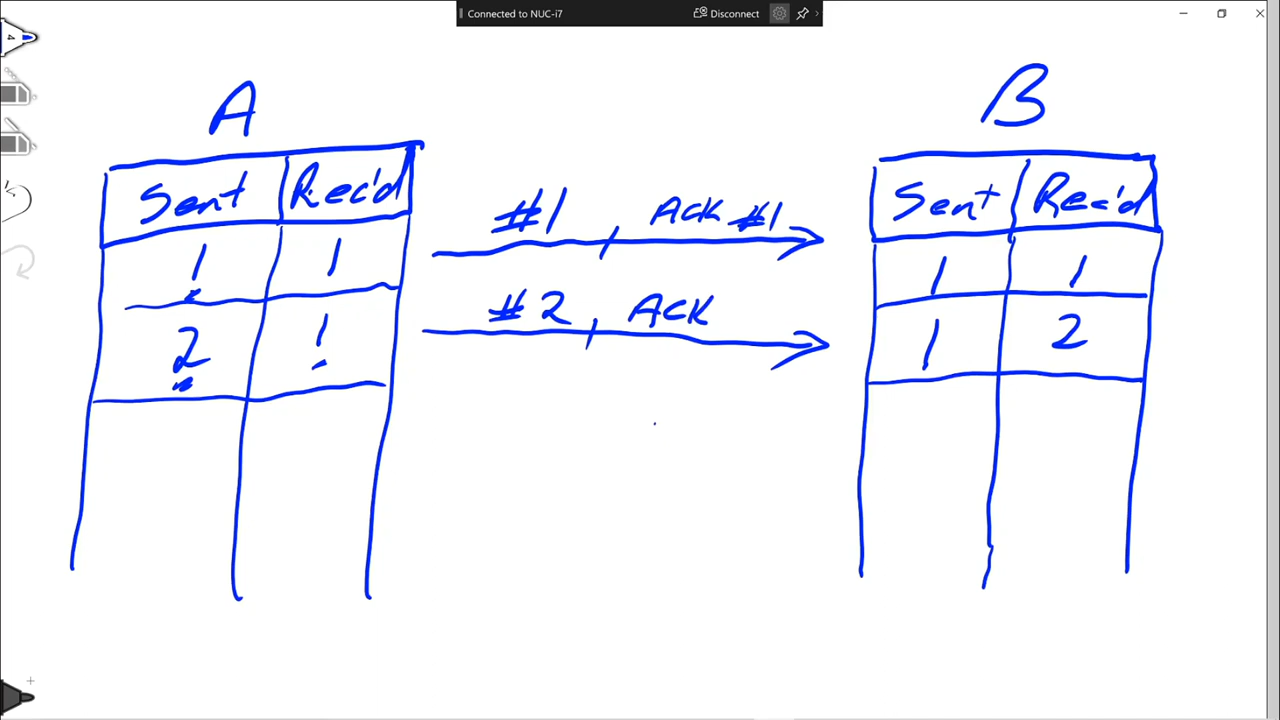 Connected to NUC-i7 Disconnect
4
A B
Sent Rec'd #1, Ack #1 Sent Rec'd
1 1 1 1
2 1 #2, Ack 1 2